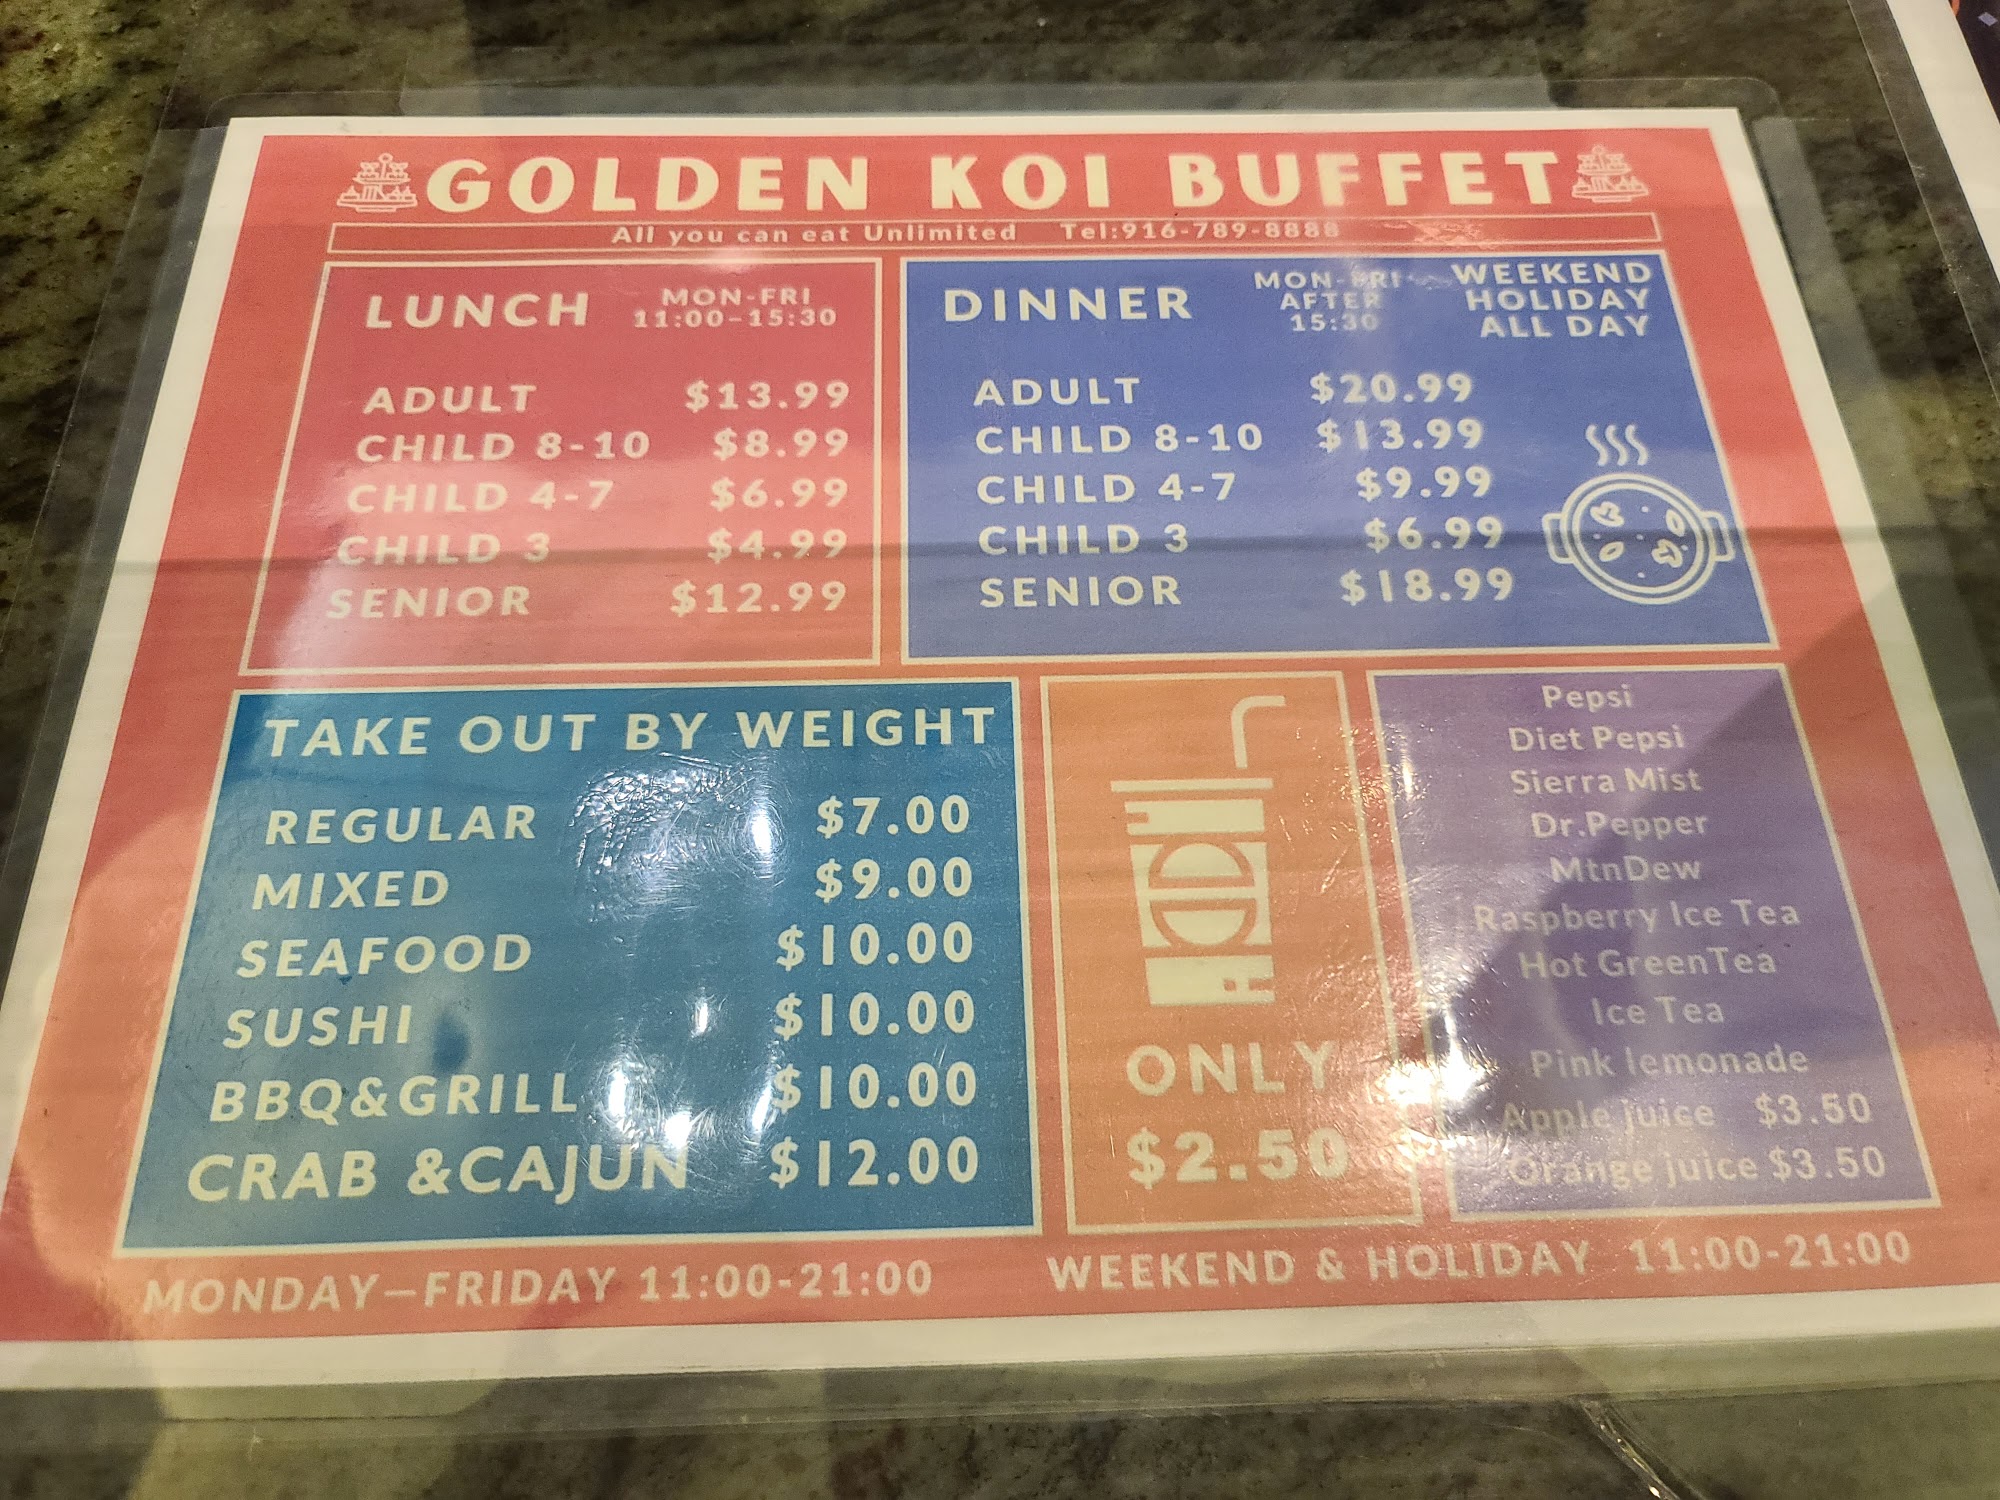 GOLDEN KOI BUFFET
All you can eat Unlimited Tel:916-789-8888
LUNCH MON-FRI 11:00-15:30
ADULT $13.99
CHILD 8-10 $8.99
CHILD 4-7 $6.99
CHILD 3 $4.99
SENIOR $12.99
DINNER MON-FRI AFTER 15:30 WEEKEND HOLIDAY ALL DAY
ADULT $20.99
CHILD 8-10 $13.99
CHILD 4-7 $9.99
CHILD 3 $6.99
SENIOR $18.99
TAKE OUT BY WEIGHT
REGULAR $7.00
MIXED $9.00
SEAFOOD $10.00
SUSHI $10.00
BBQ&GRILL $10.00
CRAB &CAJUN $12.00
ONLY
$2.50
Pepsi
Diet Pepsi
Sierra Mist
Dr.Pepper
MtnDew
Raspberry Ice Tea
Hot GreenTea
Ice Tea
Pink lemonade
Apple juice $3.50
Orange juice $3.50
MONDAY—FRIDAY 11:00-21:00 WEEKEND & HOLIDAY 11:00-21:00